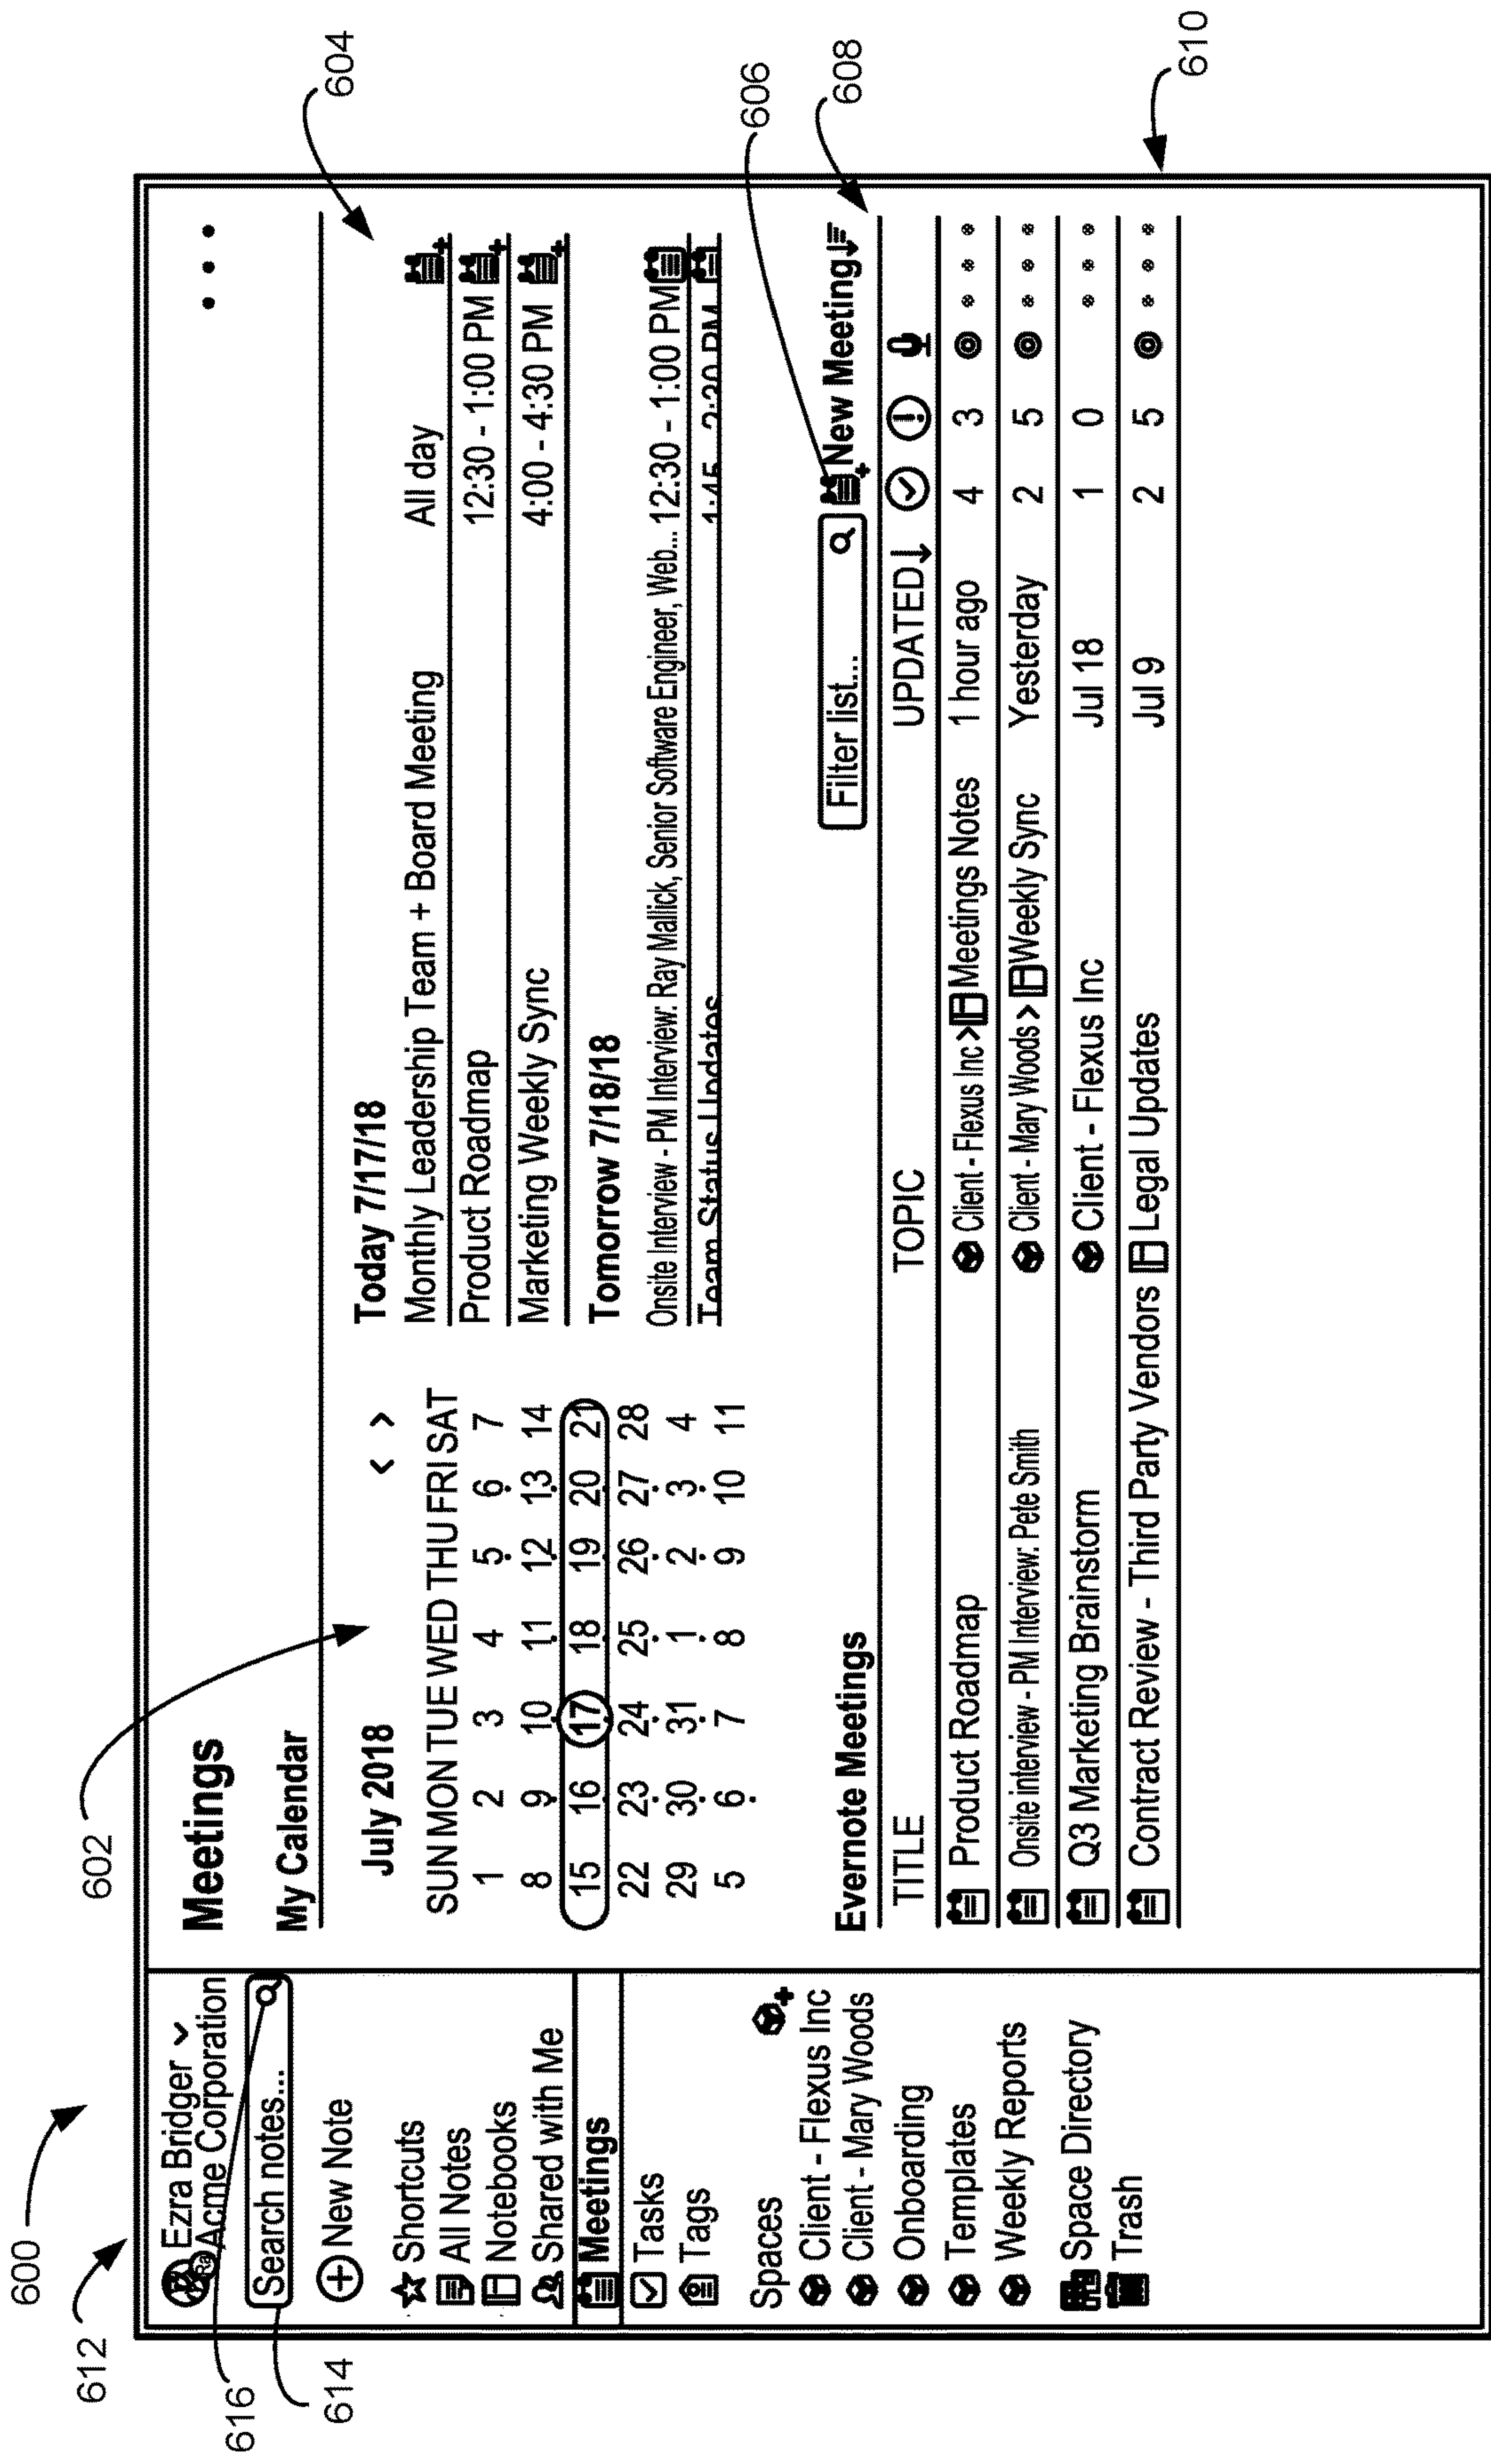 600
612
616
614
602
604
606
608
610
Ezra Bridger
Acme Corporation
Search notes...
New Note
Shortcuts
All Notes
Notebooks
Shared with Me
Meetings
Tasks
Tags
Spaces
Client - Flexus Inc
Client - Mary Woods
Onboarding
Templates
Weekly Reports
Space Directory
Trash
Meetings
My Calendar
July 2018 < >
SUN MON TUE WED THU FRI SAT
1 2 3 4 5 6 7
8 9 10 11 12 13 14
15 16 17 18 19 20 21
22 23 24 25 26 27 28
29 30 31 1 2 3 4
5 6 7 8 9 10 11
Today 7/17/18
Monthly Leadership Team + Board Meeting All day
Product Roadmap 12:30 - 1:00 PM
Marketing Weekly Sync 4:00 - 4:30 PM
Tomorrow 7/18/18
Onsite Interview - PM Interview: Ray Mallick, Senior Software Engineer, Web... 12:30 - 1:00 PM
Team Status Updates 1:45 - 2:30 PM
Evernote Meetings Filter list... New Meeting
TITLE TOPIC UPDATED
Product Roadmap Client - Flexus Inc > Meetings Notes 1 hour ago 4 3
Onsite interview - PM Interview: Pete Smith Client - Mary Woods > Weekly Sync Yesterday 2 5
Q3 Marketing Brainstorm Client - Flexus Inc Jul 18 1 0
Contract Review - Third Party Vendors Legal Updates Jul 9 2 5